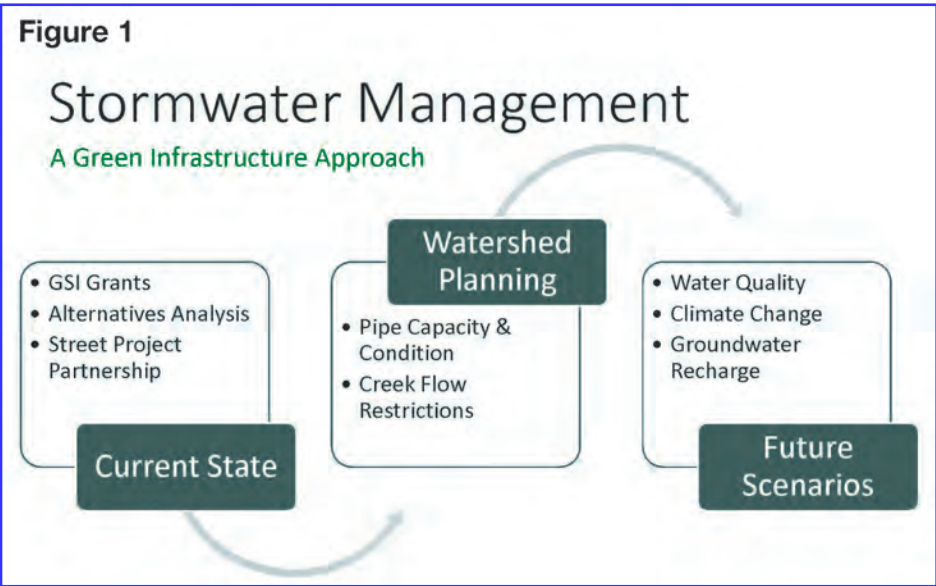 Figure 1
Stormwater Management
A Green Infrastructure Approach
• GSI Grants
• Alternatives Analysis
• Street Project
Partnership
Current State
Watershed
Planning
• Pipe Capacity &
Condition
• Creek Flow
Restrictions
• Water Quality
• Climate Change
• Groundwater
Recharge
Future
Scenarios